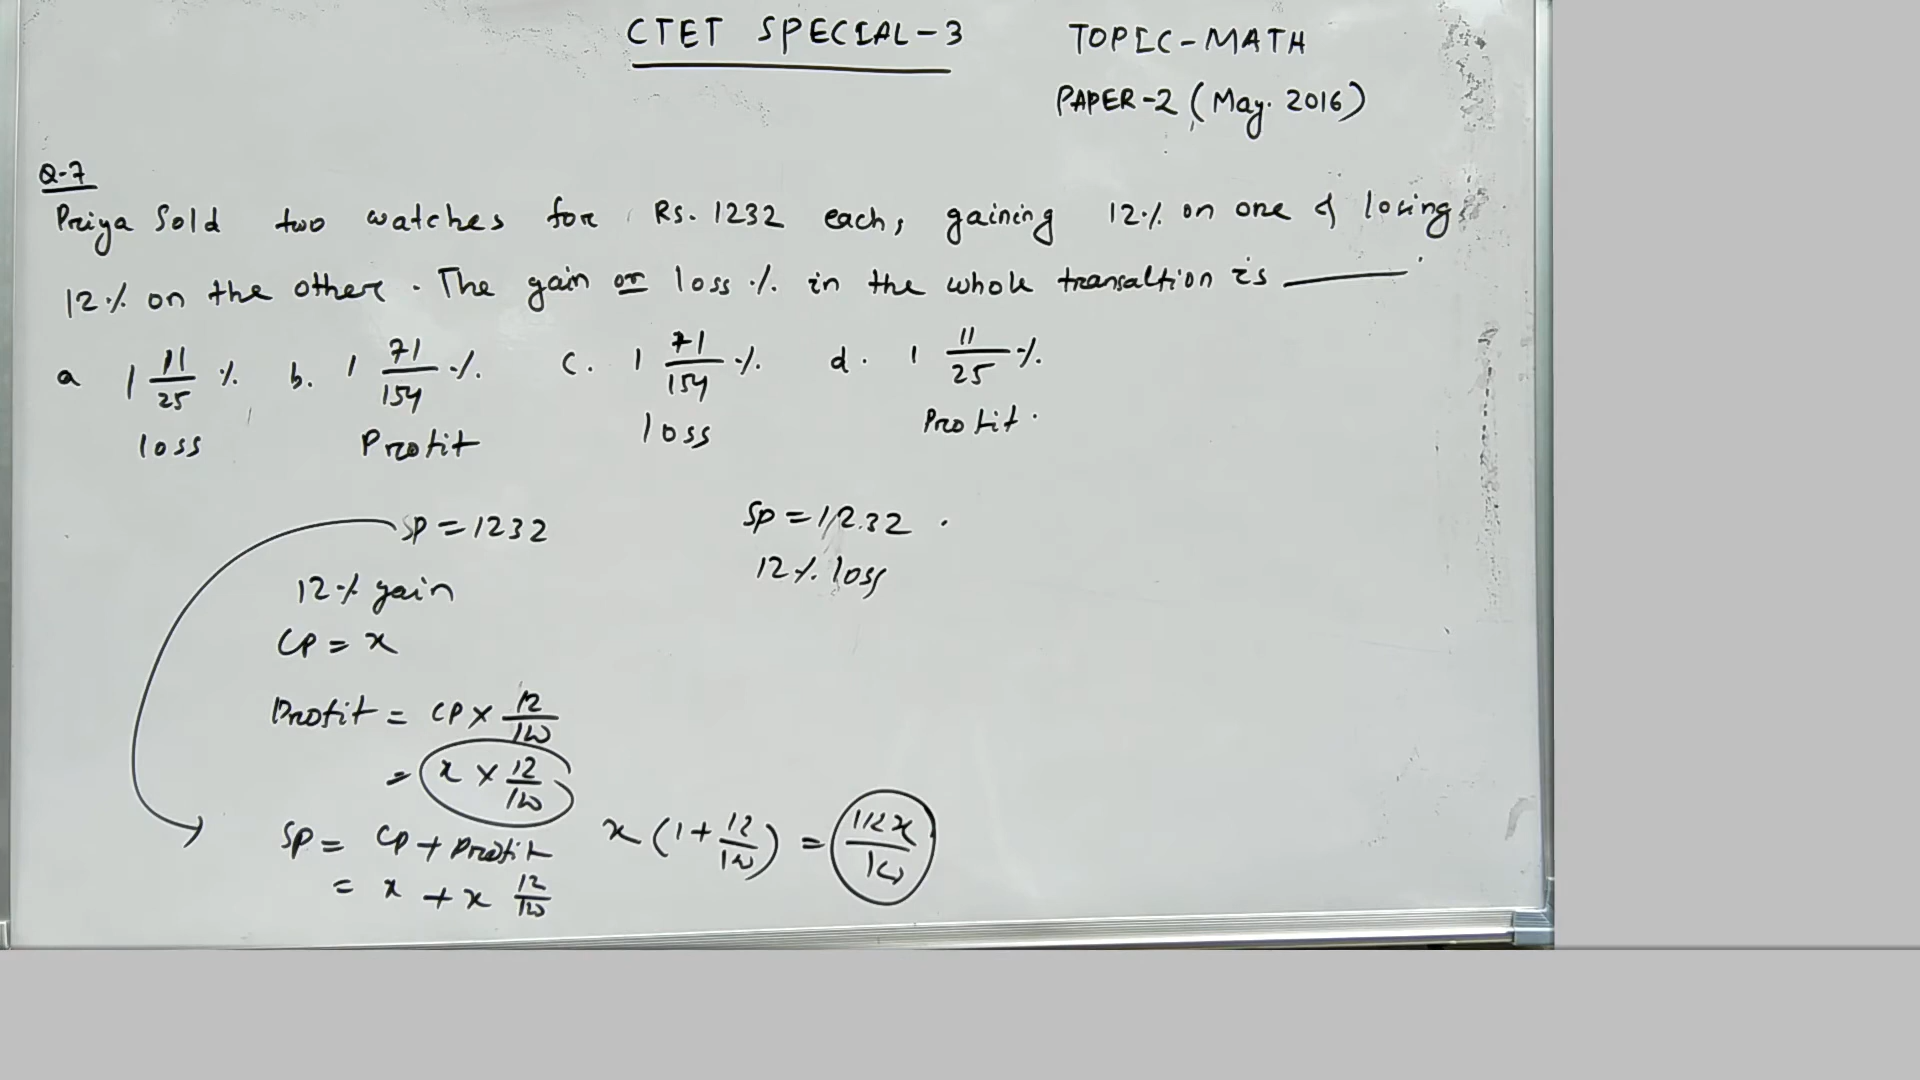 CTET SPECIAL-3
TOPIC-MATH
PAPER-2 (May. 2016)
Q-7
Priya Sold two watches for Rs. 1232 each, gaining 12% on one & losing
12% on the other. The gain or loss % in the whole transaltion is ______.
a 1 11/25 % b. 1 71/154 % c. 1 71/154 % d. 1 11/25 %
loss Profit loss Profit.
SP = 1232
12% gain
CP = x
Profit = CP × 12/100
= x × 12/100
SP = CP + Profit
= x + x 12/100
x (1 + 12/100) = 112x/100
SP = 1232.
12% loss